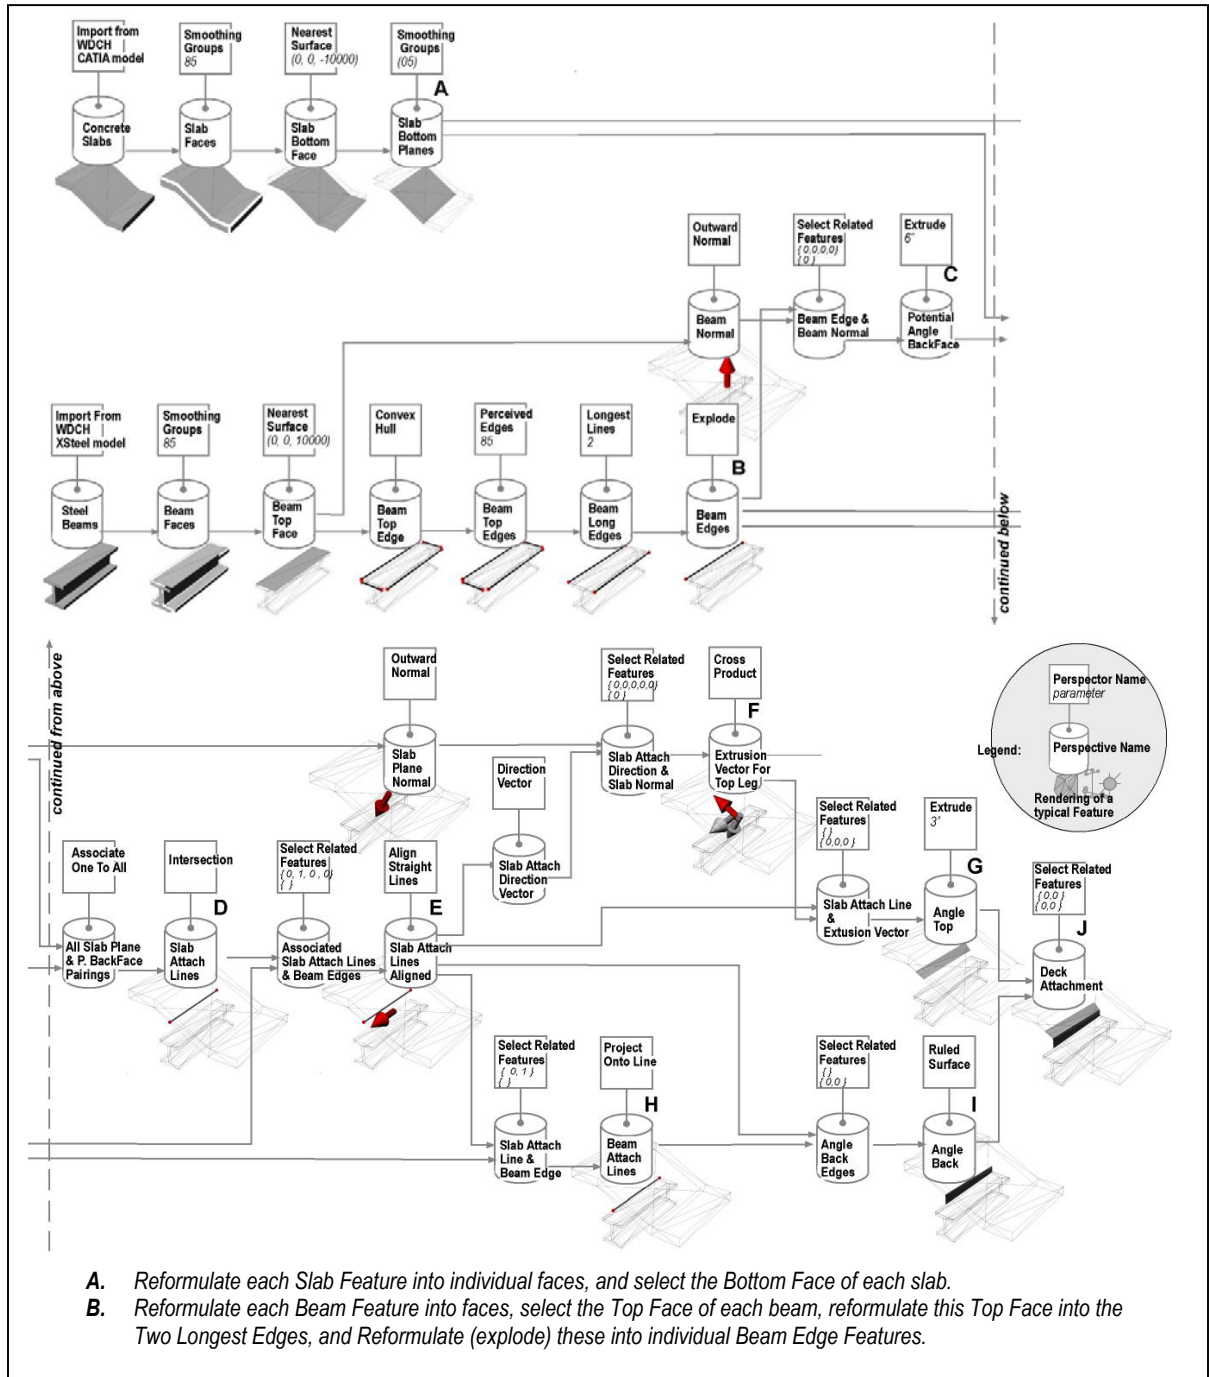 Import from
WDCH
CATIA model
Smoothing
Groups
85
Nearest
Surface
(0, 0, -10000)
Smoothing
Groups
(05)
A
Concrete
Slabs
Slab
Faces
Slab
Bottom
Face
Slab
Bottom
Planes
Outward
Normal
Select Related
Features
{0,0,0,0}
{0}
Extrude
6"
C
Beam
Normal
Beam Edge &
Beam Normal
Potential
Angle
BackFace
Import From
WDCH
XSteel model
Smoothing
Groups
85
Nearest
Surface
(0, 0, 10000)
Convex
Hull
Perceived
Edges
85
Longest
Lines
2
Explode
B
Steel
Beams
Beam
Faces
Beam
Top
Face
Beam
Top
Edge
Beam
Top
Edges
Beam
Long
Edges
Beam
Edges
continued below
continued from above
Outward
Normal
Select Related
Features
{0,0,0,0,0}
{0}
Cross
Product
F
Slab
Plane
Normal
Slab Attach
Direction &
Slab Normal
Extrusion
Vector For
Top Leg
Legend:
Perspector Name
parameter
Perspective Name
Rendering of a
typical Feature
Direction
Vector
Slab Attach
Direction
Vector
Associate
One To All
Intersection
D
Select Related
Features
{0, 1, 0, 0}
{ }
Align
Straight
Lines
E
Select Related
Features
{}
{0,0,0}
Extrude
3"
G
Select Related
Features
{0,0}
{0,0}
J
All Slab Plane
& P. BackFace
Pairings
Slab
Attach
Lines
Associated
Slab Attach Lines
& Beam Edges
Slab Attach
Lines
Aligned
Slab Attach Line
&
Extusion Vector
Angle
Top
Deck
Attachment
Select Related
Features
{ 0, 1 }
{ }
Project
Onto Line
H
Select Related
Features
{}
{0,0}
Ruled
Surface
I
Slab Attach
Line &
Beam Edge
Beam
Attach
Lines
Angle
Back
Edges
Angle
Back
A. Reformulate each Slab Feature into individual faces, and select the Bottom Face of each slab.
B. Reformulate each Beam Feature into faces, select the Top Face of each beam, reformulate this Top Face into the
Two Longest Edges, and Reformulate (explode) these into individual Beam Edge Features.